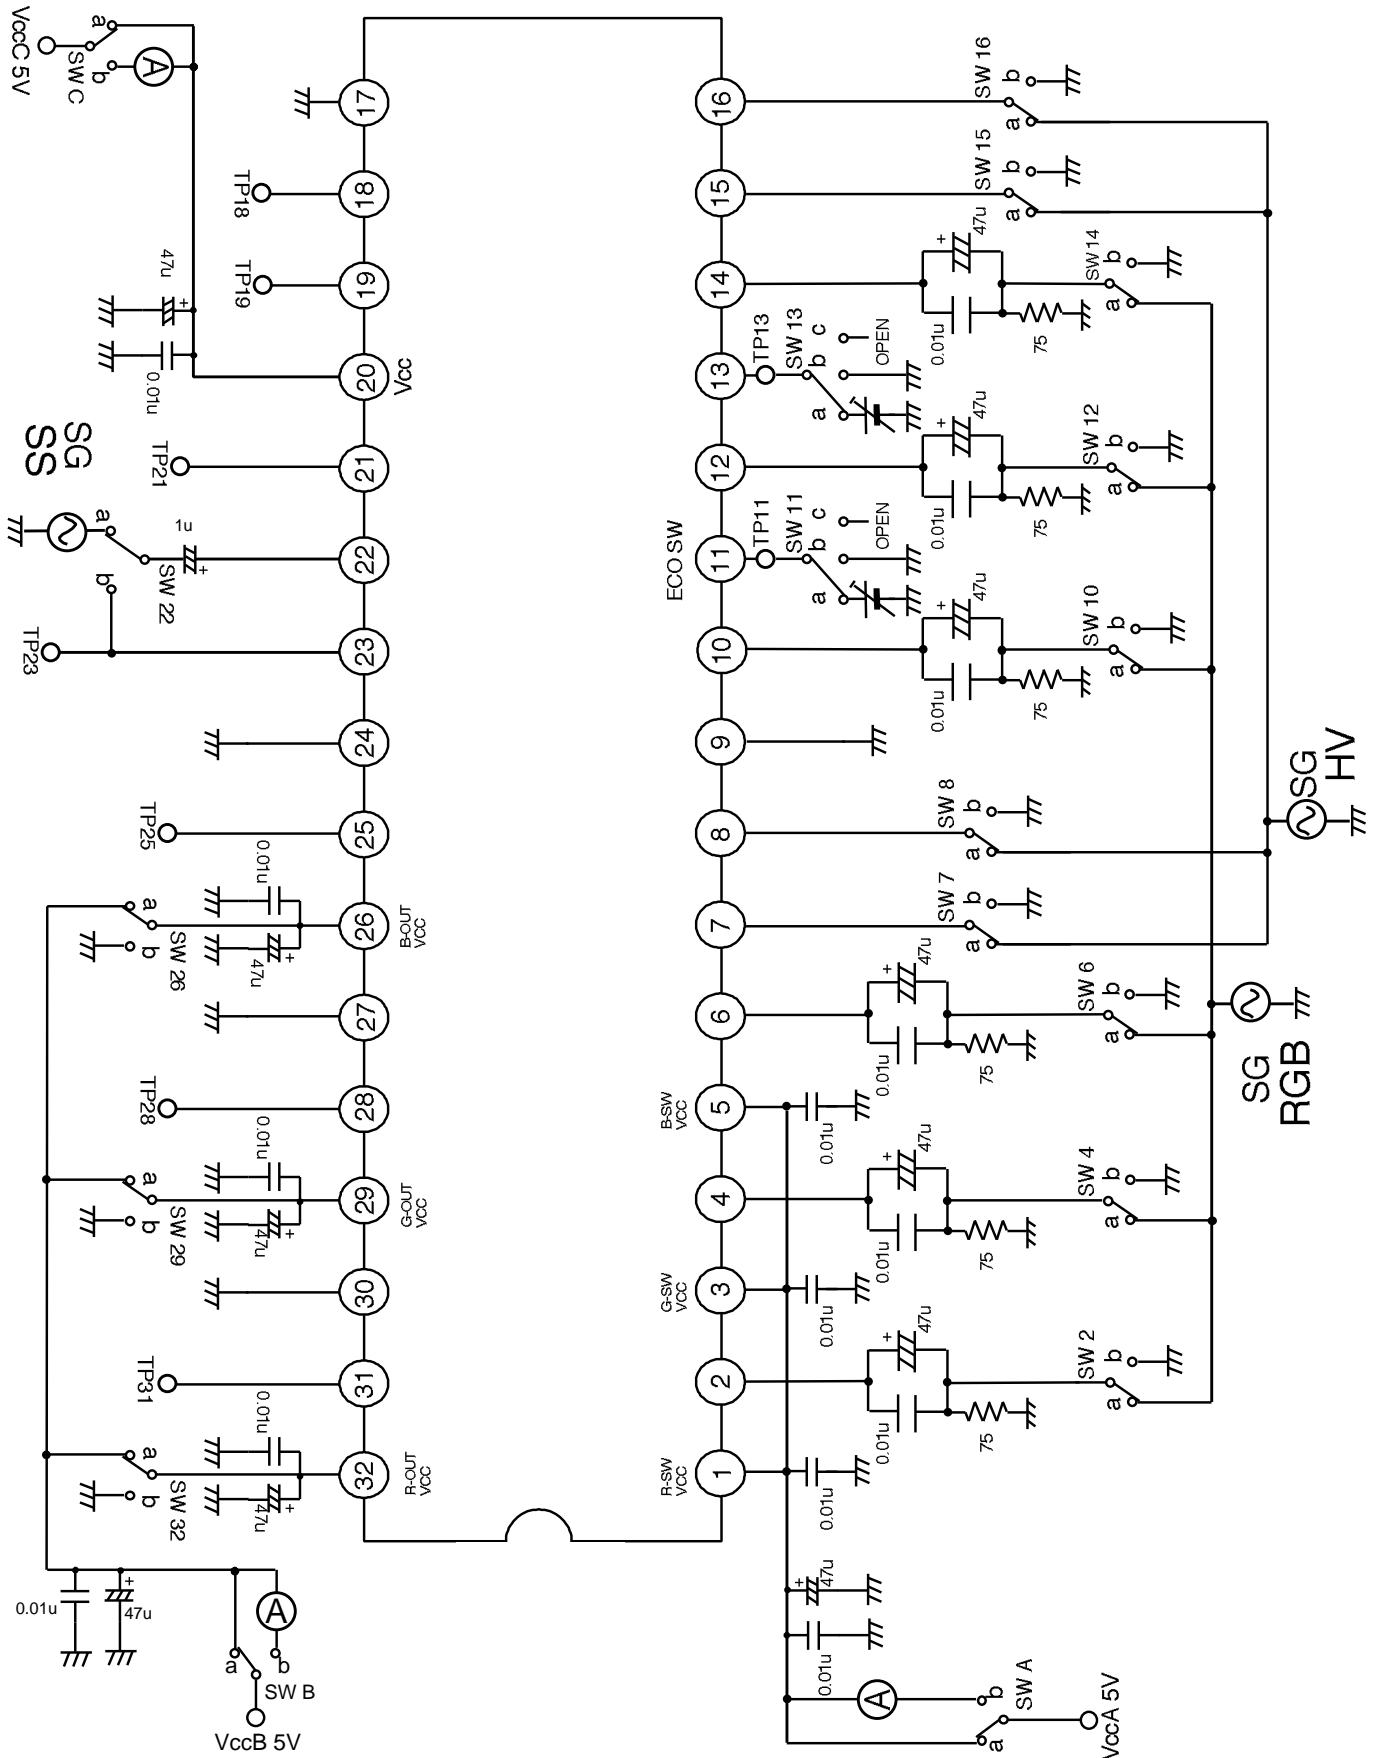 VccC 5V
a
b
SW C
A
17
18
TP18
19
TP19
47u
+
0.01u
20
Vcc
SG
SS
21
TP21
a
b
1u
+
SW 22
22
23
TP23
24
25
TP25
0.01u
26
B-OUT
VCC
a
b
SW 26
47u
+
27
28
TP28
0.01u
29
G-OUT
VCC
a
b
SW 29
47u
+
30
31
TP31
0.01u
32
R-OUT
VCC
a
b
SW 32
47u
+
0.01u
+
47u
A
a
b
SW B
VccB 5V
16
SW 16
b
a
15
SW 15
b
a
14
+
47u
0.01u
75
SW14
b
a
13
TP13
SW 13
a
b
c
OPEN
12
+
47u
0.01u
75
SW 12
b
a
ECO SW
11
TP11
SW 11
a
b
c
OPEN
10
+
47u
0.01u
75
SW 10
b
a
9
SG
HV
8
SW 8
b
a
7
SW 7
b
a
6
+
47u
0.01u
75
SW 6
b
a
SG
RGB
B-SW
VCC
5
0.01u
4
+
47u
0.01u
75
SW 4
b
a
G-SW
VCC
3
0.01u
2
+
47u
0.01u
75
SW 2
b
a
R-SW
VCC
1
0.01u
+
47u
0.01u
A
b
a
SW A
VccA 5V